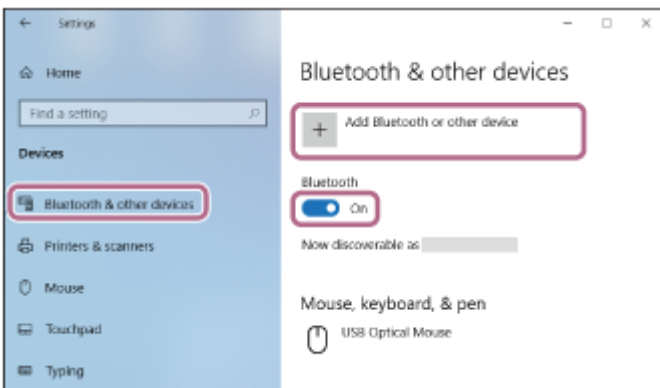 Settings
Home
Find a setting
Devices
Bluetooth & other devices
Printers & scanners
Mouse
Touchpad
Typing
Bluetooth & other devices
Add Bluetooth or other device
Bluetooth
On
Now discoverable as
Mouse, keyboard, & pen
USB Optical Mouse